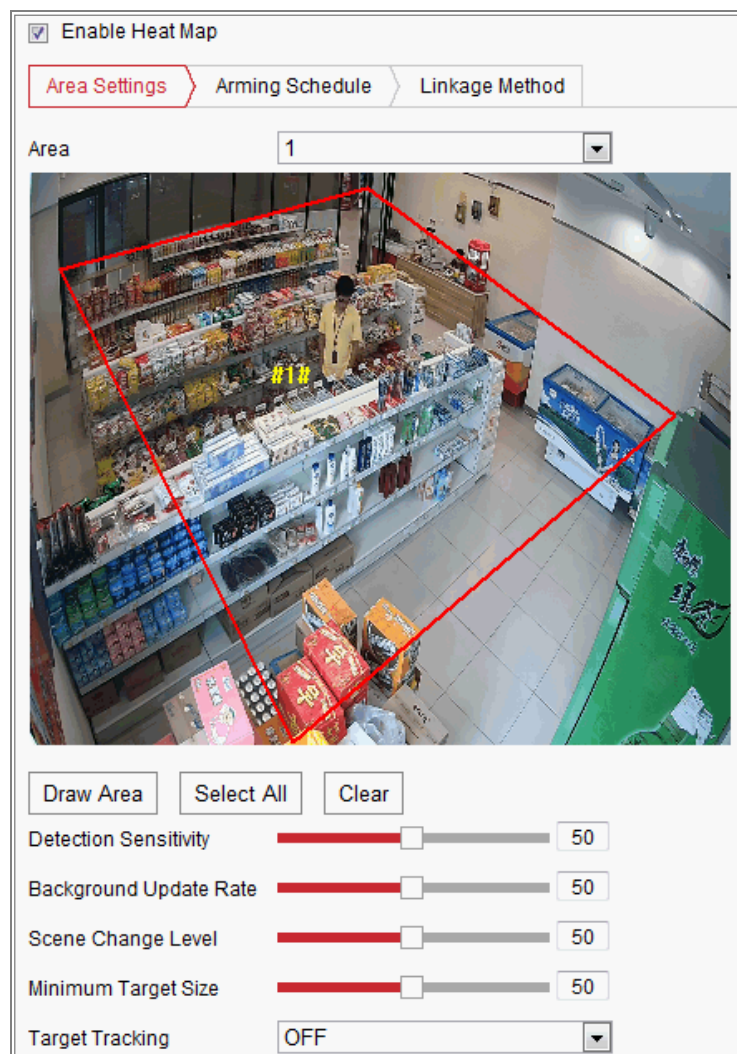 Enable Heat Map
Area Settings
Arming Schedule
Linkage Method
Area
1
#1#
Draw Area
Select All
Clear
Detection Sensitivity
50
Background Update Rate
50
Scene Change Level
50
Minimum Target Size
50
Target Tracking
OFF